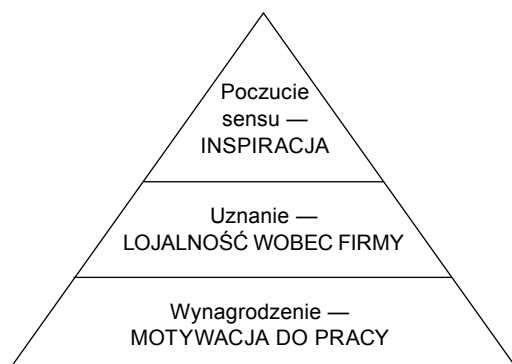 Poczucie
sensu —
INSPIRACJA
Uznanie —
LOJALNOŚĆ WOBEC FIRMY
Wynagrodzenie —
MOTYWACJA DO PRACY